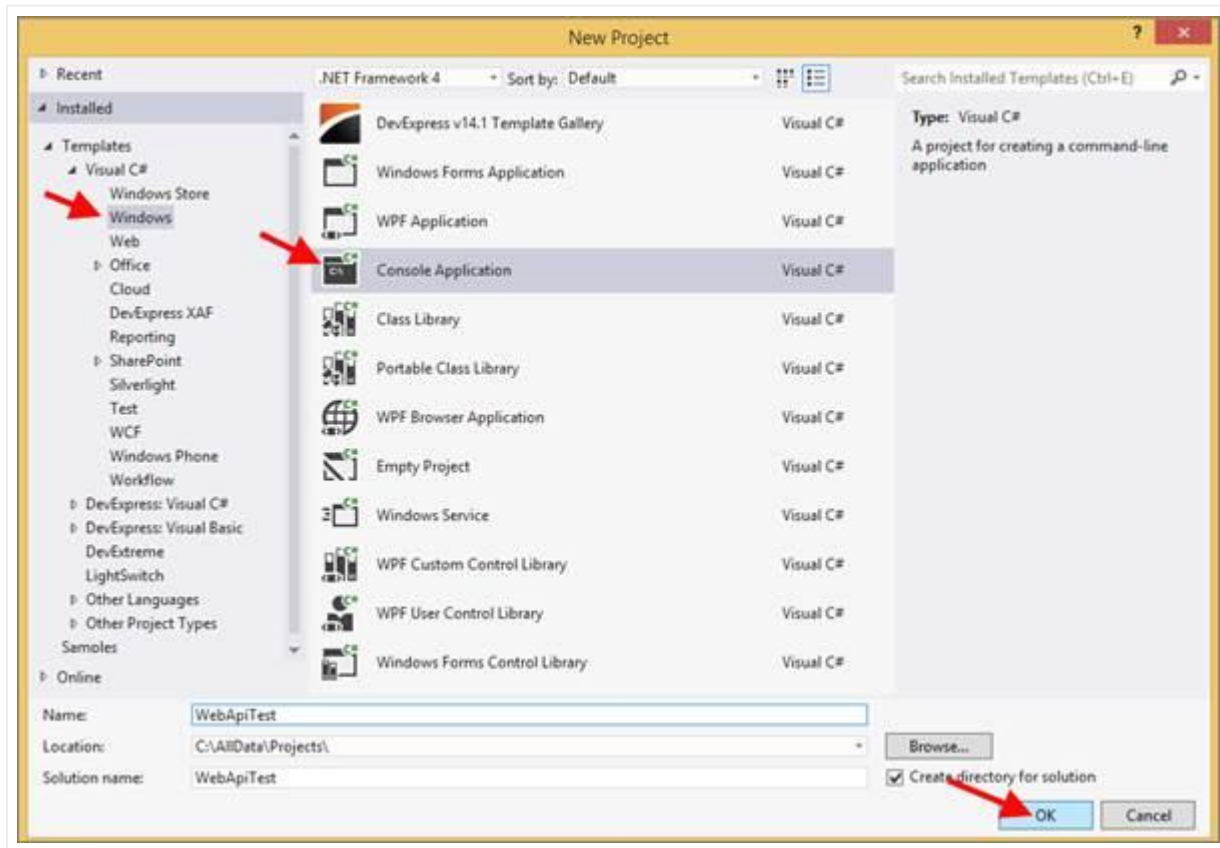 New Project
?
Recent
.NET Framework 4
Sort by: Default
Search Installed Templates (Ctrl+E)
Installed
Templates
Visual C#
Windows Store
Windows
Web
Office
Cloud
DevExpress XAF
Reporting
SharePoint
Silverlight
Test
WCF
Windows Phone
Workflow
DevExpress: Visual C#
DevExpress: Visual Basic
DevExtreme
LightSwitch
Other Languages
Other Project Types
Samples
Online
DevExpress v14.1 Template Gallery Visual C#
Windows Forms Application Visual C#
WPF Application Visual C#
Console Application Visual C#
Class Library Visual C#
Portable Class Library Visual C#
WPF Browser Application Visual C#
Empty Project Visual C#
Windows Service Visual C#
WPF Custom Control Library Visual C#
WPF User Control Library Visual C#
Windows Forms Control Library Visual C#
Type: Visual C#
A project for creating a command-line
application
Name: WebApiTest
Location: C:\AllData\Projects\
Browse...
Solution name: WebApiTest
Create directory for solution
OK
Cancel